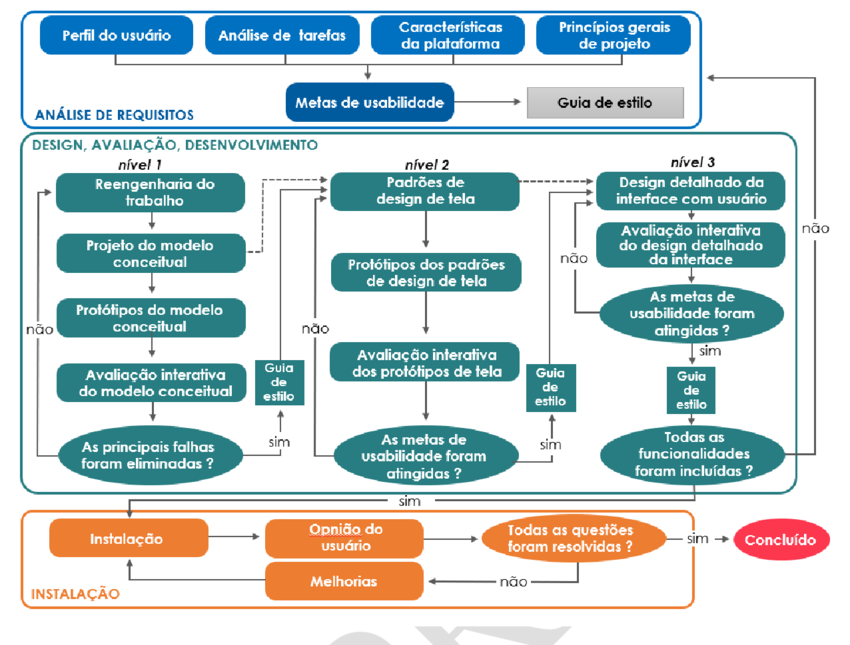 Perfil do usuário
Análise de tarefas
Características
da plataforma
Princípios gerais
de projeto
Metas de usabilidade
Guia de estilo
ANÁLISE DE REQUISITOS
DESIGN, AVALIAÇÃO, DESENVOLVIMENTO
nível 1
Reengenharia do
trabalho
Projeto do modelo
conceitual
Protótipos do modelo
conceitual
não
Avaliação interativa
do modelo conceitual
As principais falhas
foram eliminadas ?
sim
Guia
de
estilo
nível 2
Padrões de
design de tela
Protótipos dos padrões
de design de tela
não
Avaliação interativa
dos protótipos de tela
As metas de
usabilidade foram
atingidas ?
sim
Guia
de
estilo
nível 3
Design detalhado da
interface com usuário
Avaliação interativa
do design detalhado
da interface
não
As metas de
usabilidade foram
atingidas ?
sim
Guia
de
estilo
Todas as
funcionalidades
foram incluídas ?
não
sim
Instalação
Opnião do
usuário
Todas as questões
foram resolvidas ?
sim
Concluído
não
Melhorias
INSTALAÇÃO